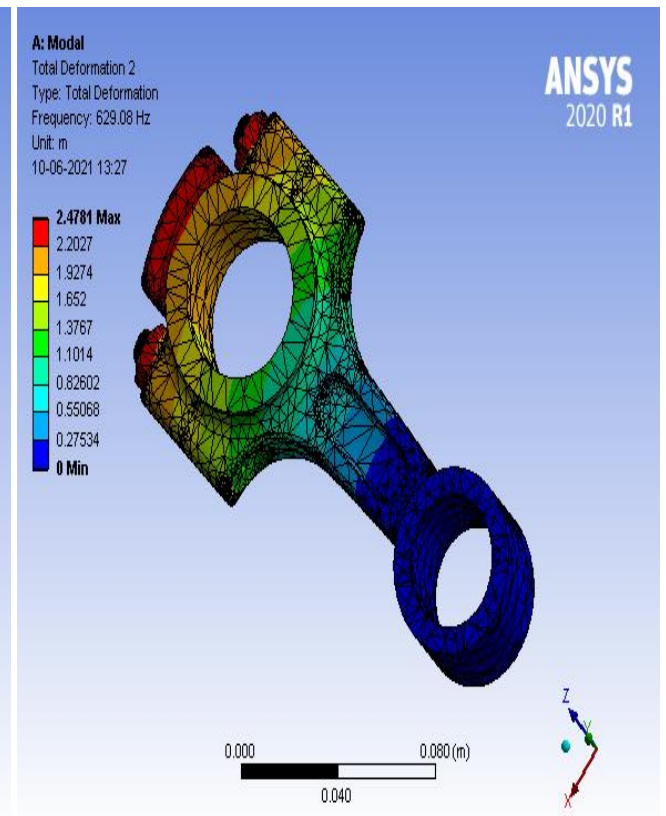 A: Modal
Total Deformation 2
Type: Total Deformation
Frequency: 629.08 Hz
Unit: m
10-06-2021 13:27
ANSYS
2020 R1
2.4781 Max
2.2027
1.9274
1.652
1.3767
1.1014
0.82602
0.55068
0.27534
0 Min
0.000
0.080 (m)
0.040
Z
Y
X